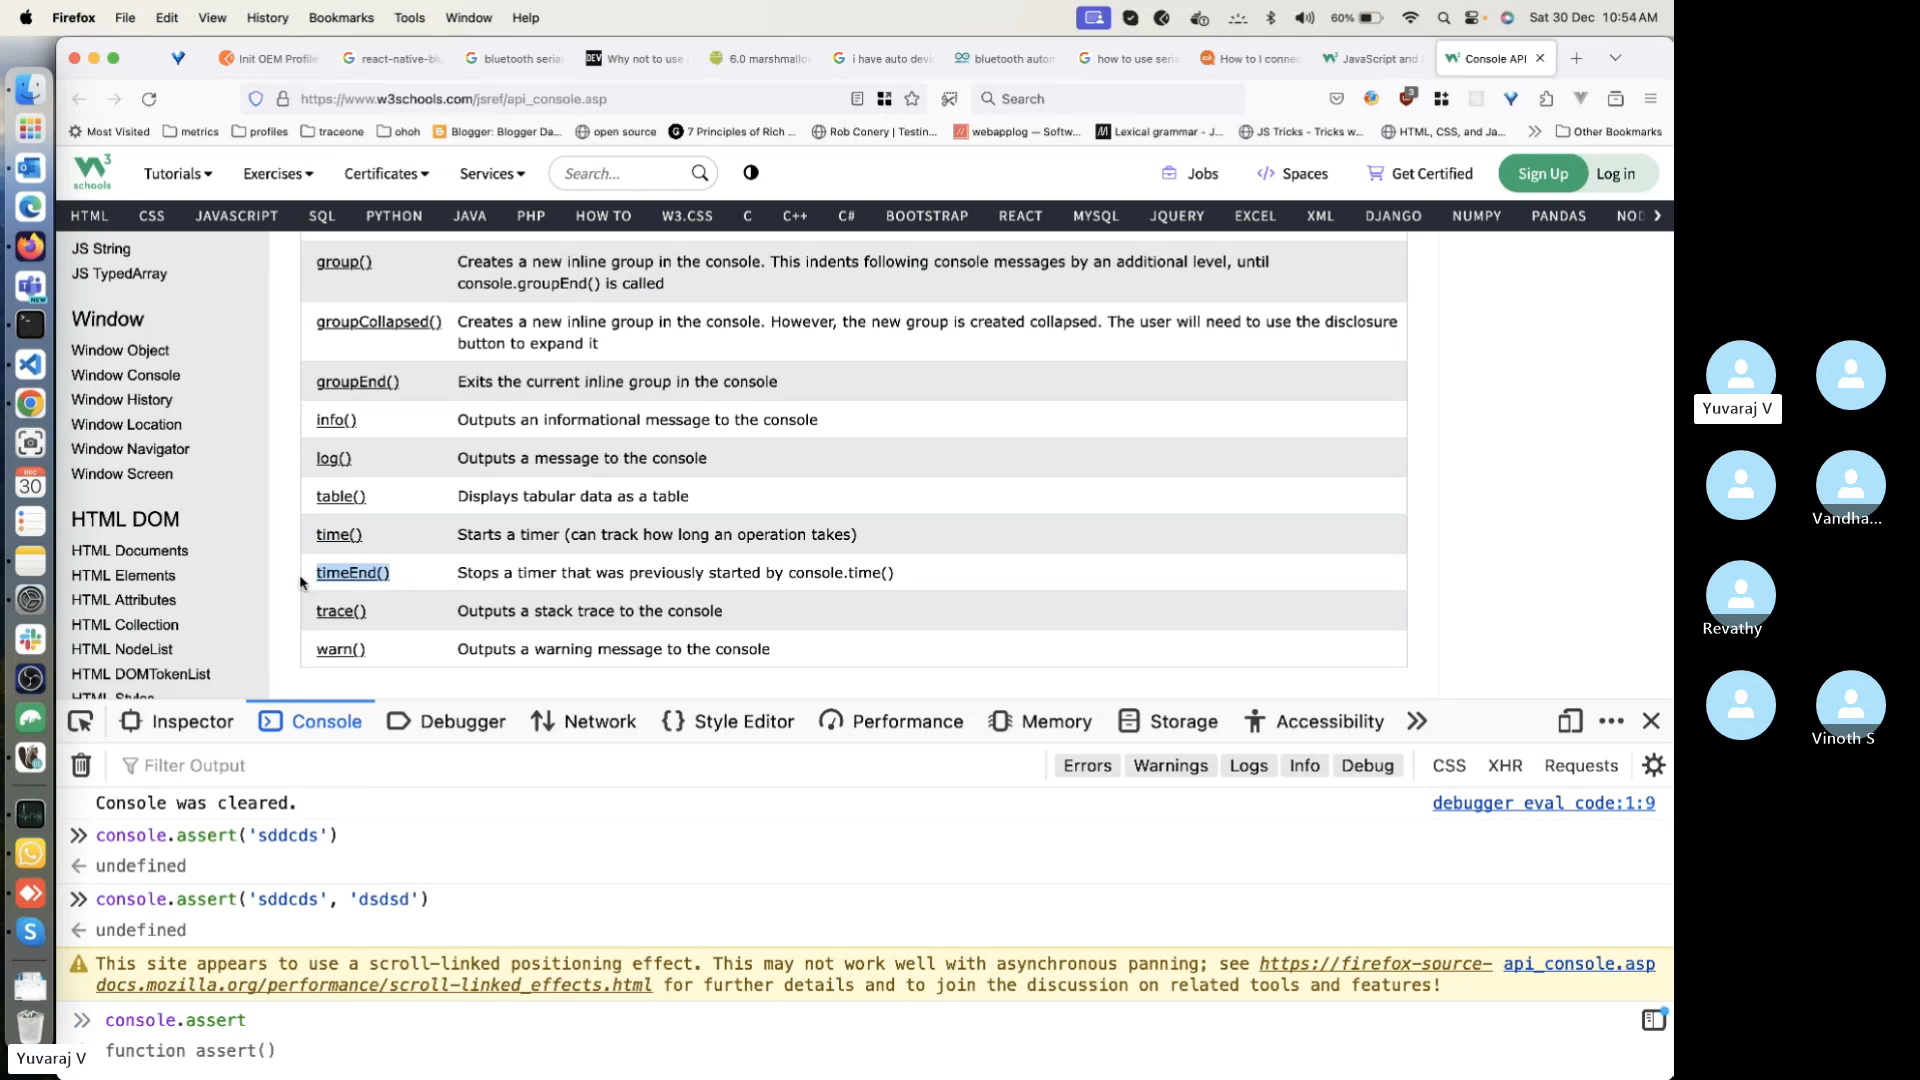 Firefox File Edit View History Bookmarks Tools Window Help 60% Sat 30 Dec 10:54 AM
Init OEM Profile react-native-blu bluetooth serial DEV Why not to use 6.0 marshmallow i have auto devi bluetooth autom how to use seria How to I connec JavaScript and Console API
https://www.w3schools.com/jsref/api_console.asp Search 3
Most Visited metrics profiles traceone ohoh Blogger: Blogger Da... open source 7 Principles of Rich ... Rob Conery | Testin... webapplog — Softw... Lexical grammar - J... JS Tricks - Tricks w... HTML, CSS, and Ja... Other Bookmarks
schools Tutorials Exercises Certificates Services Search... Jobs Spaces Get Certified Sign Up Log in
HTML CSS JAVASCRIPT SQL PYTHON JAVA PHP HOW TO W3.CSS C C++ C# BOOTSTRAP REACT MYSQL JQUERY EXCEL XML DJANGO NUMPY PANDAS NOD
JS String
JS TypedArray
Window
Window Object
Window Console
Window History
Window Location
Window Navigator
Window Screen
HTML DOM
HTML Documents
HTML Elements
HTML Attributes
HTML Collection
HTML NodeList
HTML DOMTokenList
HTML Styles
group() Creates a new inline group in the console. This indents following console messages by an additional level, until
console.groupEnd() is called
groupCollapsed() Creates a new inline group in the console. However, the new group is created collapsed. The user will need to use the disclosure
button to expand it
groupEnd() Exits the current inline group in the console
info() Outputs an informational message to the console
log() Outputs a message to the console
table() Displays tabular data as a table
time() Starts a timer (can track how long an operation takes)
timeEnd() Stops a timer that was previously started by console.time()
trace() Outputs a stack trace to the console
warn() Outputs a warning message to the console
Inspector Console Debugger Network Style Editor Performance Memory Storage Accessibility
Filter Output Errors Warnings Logs Info Debug CSS XHR Requests
Console was cleared. debugger eval code:1:9
console.assert('sddcds')
undefined
console.assert('sddcds', 'dsdsd')
undefined
This site appears to use a scroll-linked positioning effect. This may not work well with asynchronous panning; see https://firefox-source- api_console.asp
docs.mozilla.org/performance/scroll-linked_effects.html for further details and to join the discussion on related tools and features!
console.assert
function assert()
Yuvaraj V
NEW
DEC
30
Yuvaraj V
Vandha...
Revathy
Vinoth S